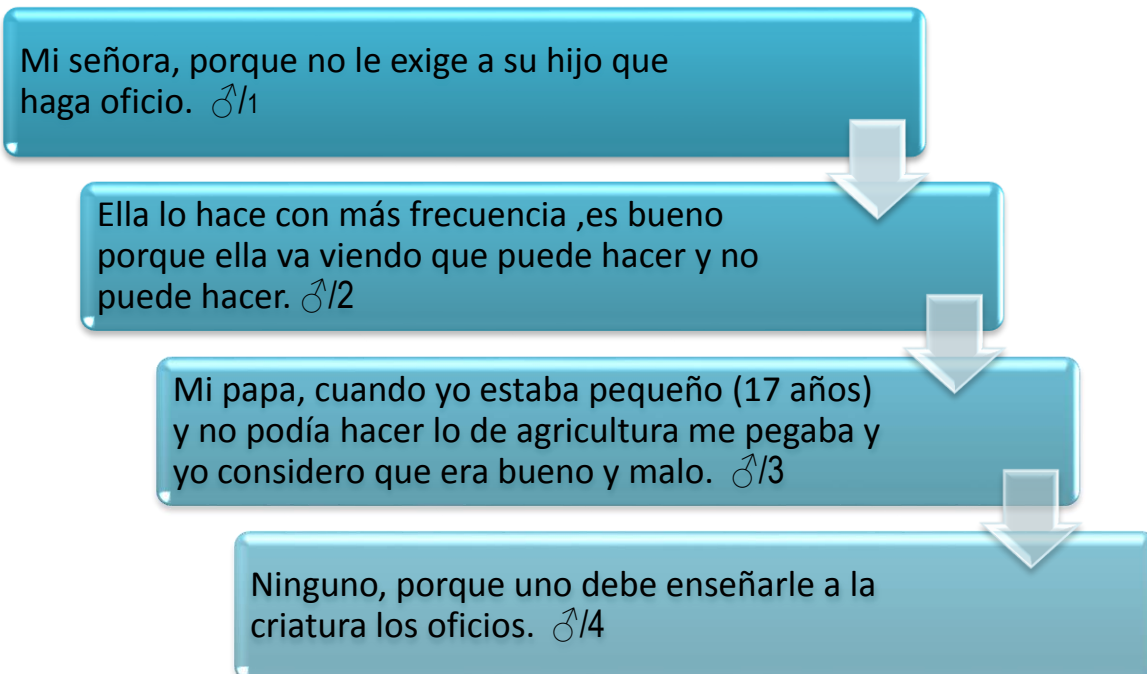 Mi señora, porque no le exige a su hijo que
haga oficio. ♂/1
Ella lo hace con más frecuencia ,es bueno
porque ella va viendo que puede hacer y no
puede hacer. ♂/2
Mi papa, cuando yo estaba pequeño (17 años)
y no podía hacer lo de agricultura me pegaba y
yo considero que era bueno y malo. ♂/3
Ninguno, porque uno debe enseñarle a la
criatura los oficios. ♂/4